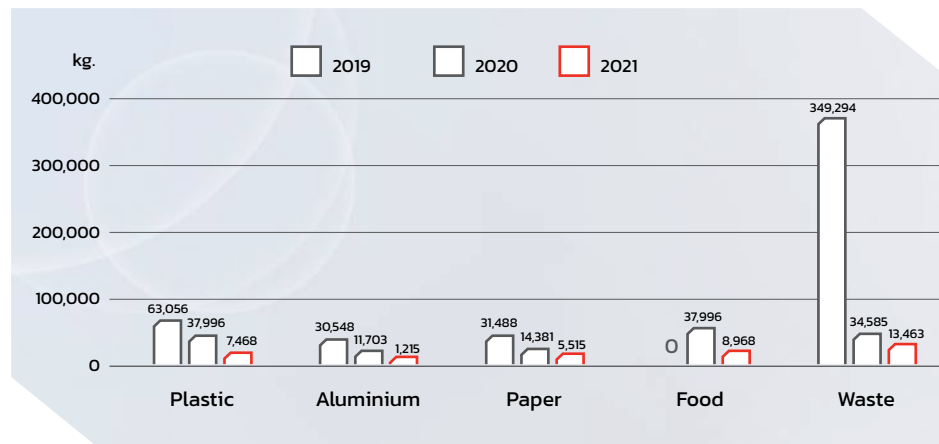 kg.
2019 2020 2021
400,000
349,294
300,000
200,000
100,000
63,056 37,996 7,468 30,548 11,703 1,215 31,488 14,381 5,515 0 37,996 8,968 34,585 13,463
0
Plastic Aluminium Paper Food Waste